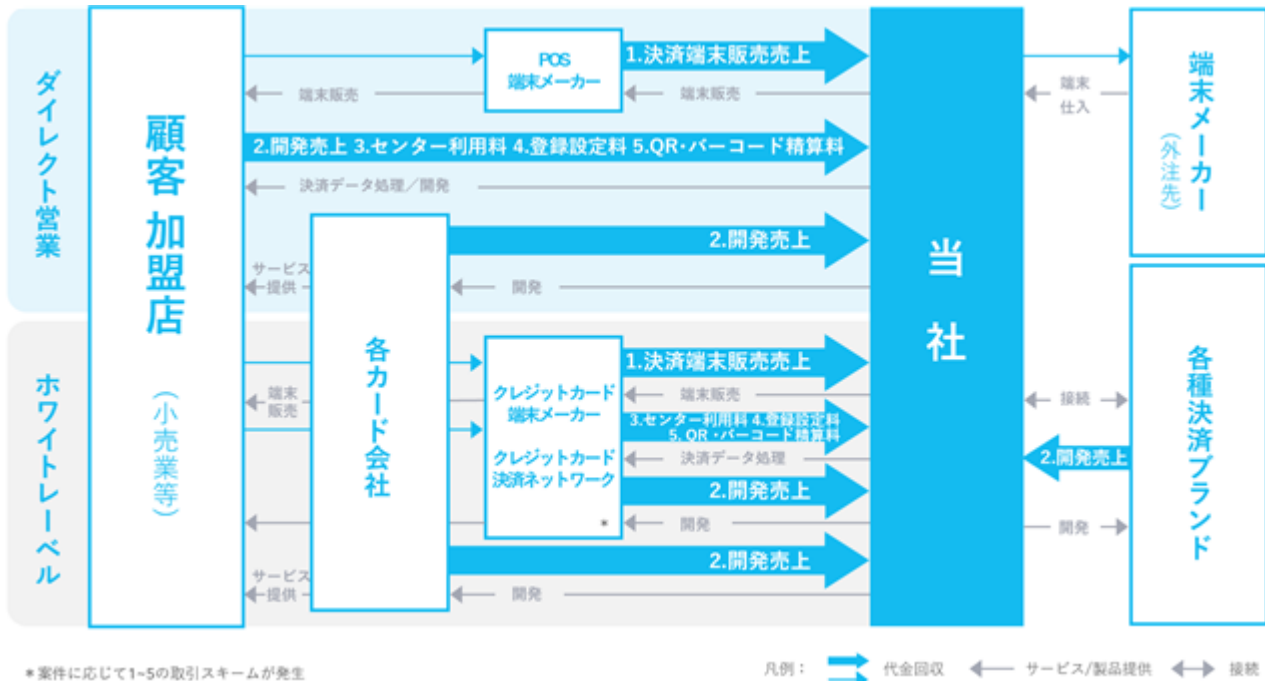 ダイレクト営業
ホワイトレーベル
顧客 加盟店
(小売業等)
POS
端末メーカー
1.決済端末販売売上
端末販売
端末販売
2.開発売上 3.センター利用料 4.登録設定料 5.QR・バーコード精算料
決済データ処理／開発
2.開発売上
サービス
提供
開発
各カード会社
端末
販売
クレジットカード
端末メーカー
クレジットカード
決済ネットワーク
*
1.決済端末販売売上
端末販売
3.センター利用料 4.登録設定料
5. QR・バーコード精算料
決済データ処理
2.開発売上
開発
2.開発売上
サービス
提供
開発
当社
端末
仕入
端末メーカー
(外注先)
接続
2.開発売上
開発
各種決済ブランド
*案件に応じて1~5の取引スキームが発生
凡例：
代金回収
サービス/製品提供
接続